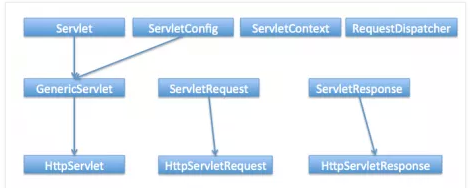 Servlet
ServletConfig
ServletContext
RequestDispatcher
GenericServlet
ServletRequest
ServletResponse
HttpServlet
HttpServletRequest
HttpServletResponse